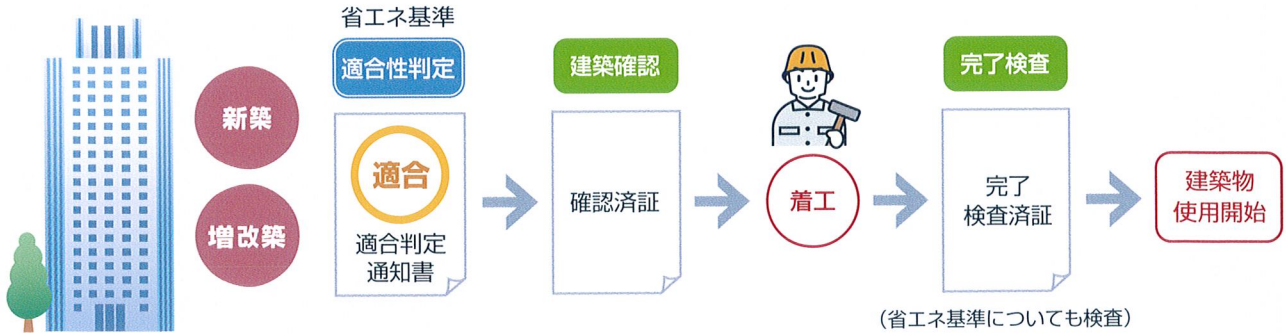 新築
増改築
省エネ基準
適合性判定
適合
適合判定
通知書
建築確認
確認済証
着工
完了検査
完了
検査済証
(省エネ基準についても検査)
建築物
使用開始